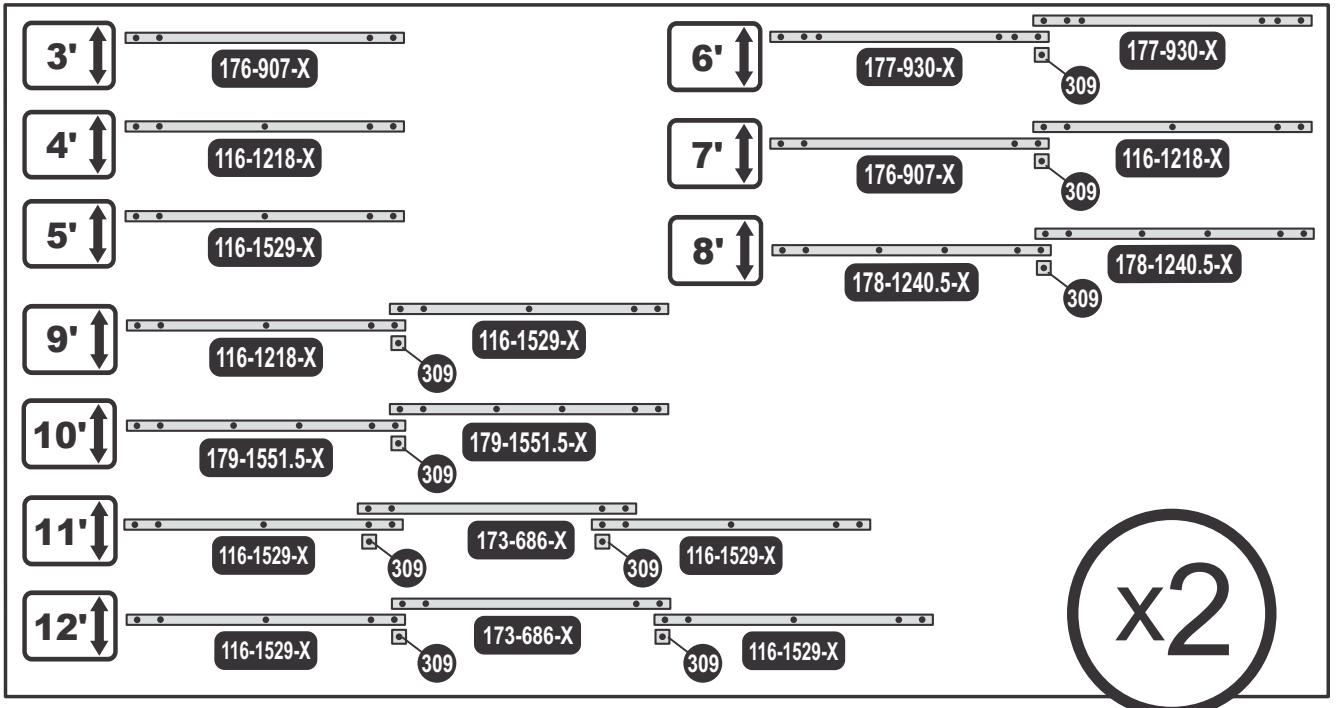 3'
176-907-X
4'
116-1218-X
5'
116-1529-X
6'
177-930-X
309
177-930-X
7'
176-907-X
309
116-1218-X
8'
178-1240.5-X
309
178-1240.5-X
9'
116-1218-X
309
116-1529-X
10'
179-1551.5-X
309
179-1551.5-X
11'
116-1529-X
309
173-686-X
309
116-1529-X
12'
116-1529-X
309
173-686-X
309
116-1529-X
x2